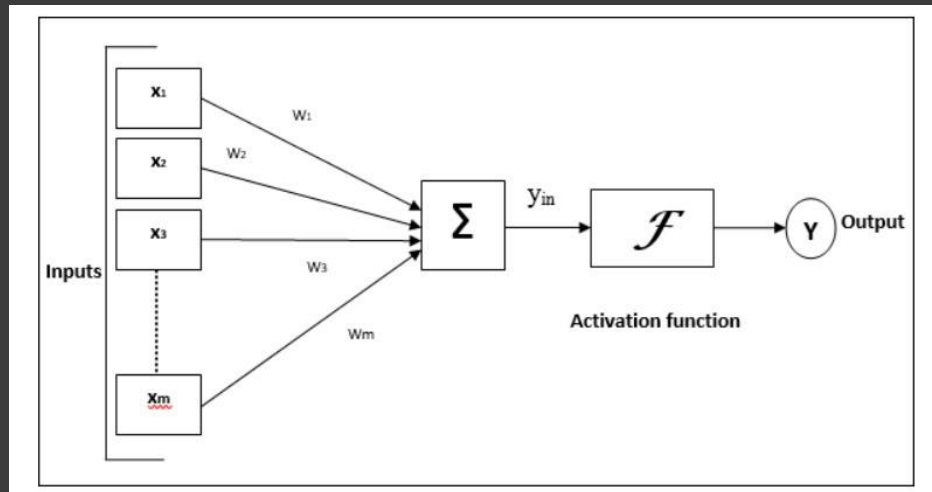 X1
W1
X2
W2
yin
Σ
ℱ
Y
Output
X3
Inputs
W3
Activation function
Wm
Xm